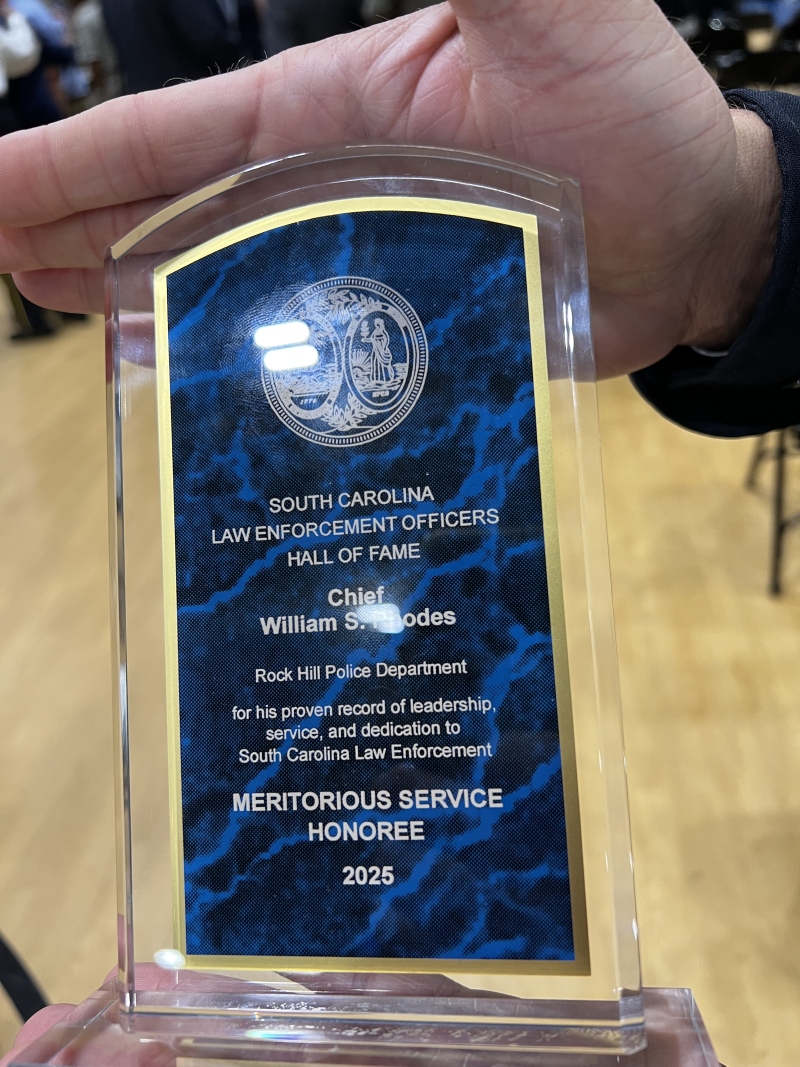 1776
SOUTH CAROLINA
LAW ENFORCEMENT OFFICERS
HALL OF FAME
Chief
William S.
Rock Hill Police Department
for his proven record of leadership,
service, and dedication to
South Carolina Law Enforcement
MERITORIOUS SERVICE
HONOREE
2025